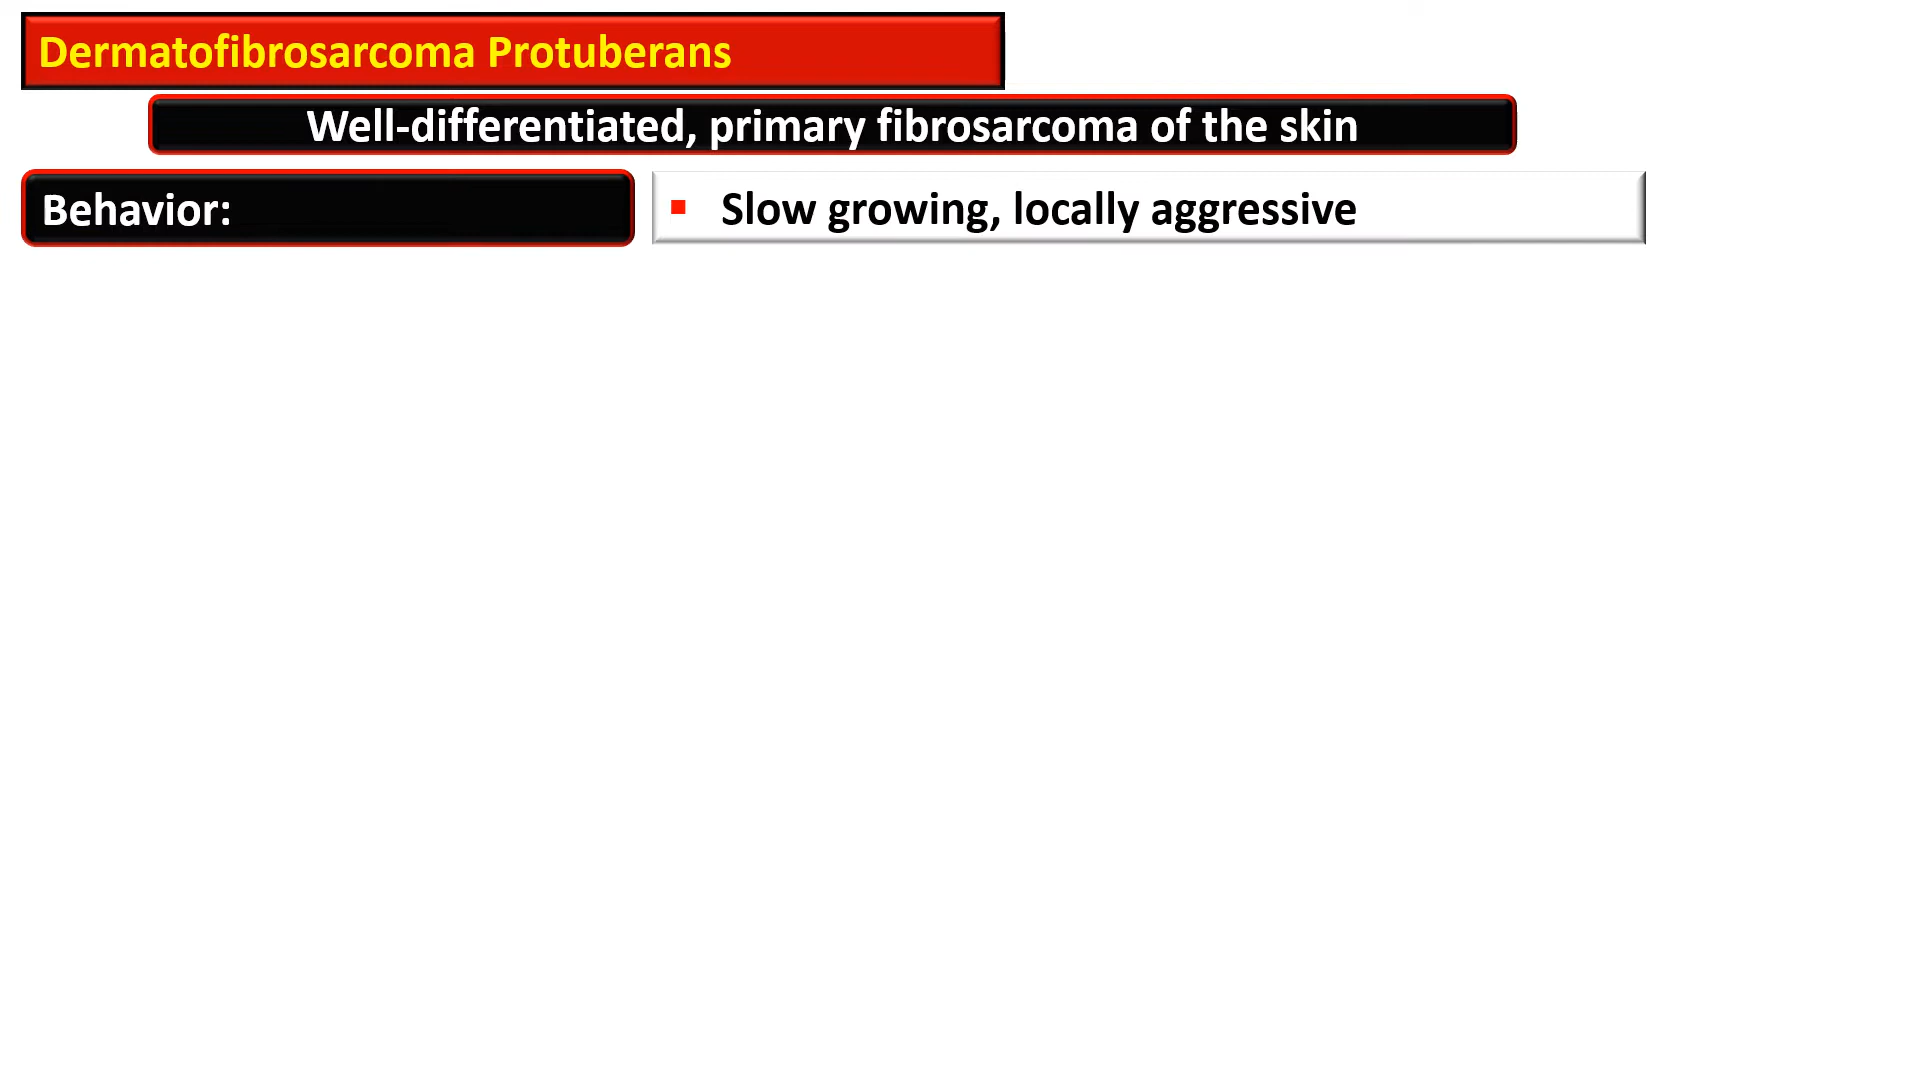 Dermatofibrosarcoma Protuberans
Well-differentiated, primary fibrosarcoma of the skin
Behavior:
▪ Slow growing, locally aggressive